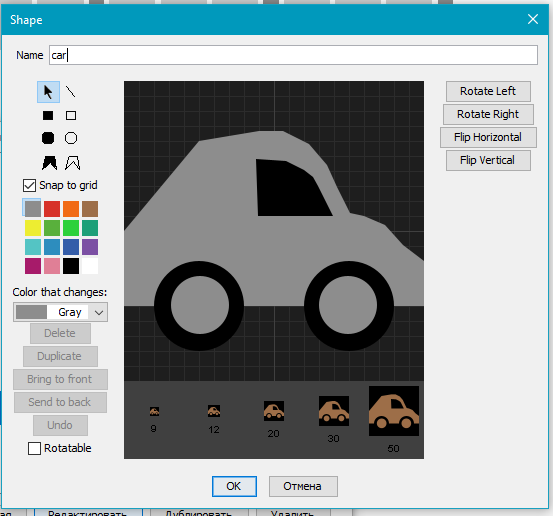 Shape
Name car
Rotate Left
Rotate Right
Flip Horizontal
Flip Vertical
Snap to grid
Color that changes:
Gray
Delete
Duplicate
Bring to front
Send to back
Undo
Rotatable
9
12
20
30
50
OK
Отмена
Редактировать
Дублировать
Удалить